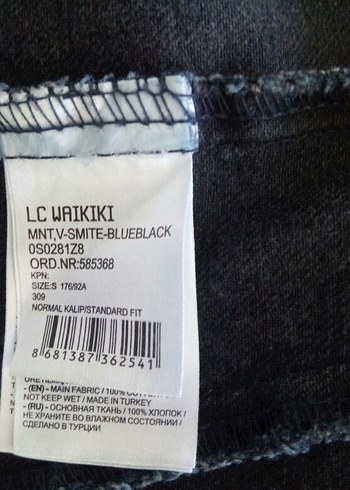 LC WAIKIKI
MNT,V-SMITE-BLUEBLACK
0S0281Z8
ORD.NR:585368
KPN:
SIZE:S 176/92A
309
NORMAL KALIP/STANDARD FIT
8 681387 362541
- (EN) - MAIN FABRIC / 100% COTTON
NOT KEEP WET / MADE IN TURKEY
- (RU) - ОСНОВНАЯ ТКАНЬ / 100% ХЛОПОК /
НЕ ХРАНИТЬ ВО ВЛАЖНОМ СОСТОЯНИИ /
СДЕЛАНО В ТУРЦИИ